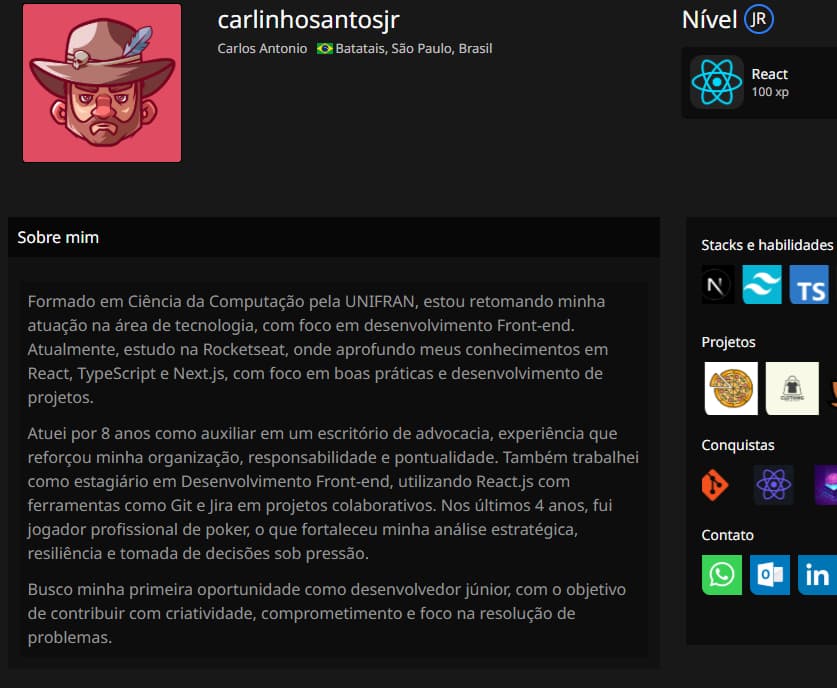 carlinhosantosjr
Carlos Antonio Batatais, São Paulo, Brasil
Nível JR
React
100 xp
Sobre mim
Formado em Ciência da Computação pela UNIFRAN, estou retomando minha
atuação na área de tecnologia, com foco em desenvolvimento Front-end.
Atualmente, estudo na Rocketseat, onde aprofundo meus conhecimentos em
React, TypeScript e Next.js, com foco em boas práticas e desenvolvimento de
projetos.
Atuei por 8 anos como auxiliar em um escritório de advocacia, experiência que
reforçou minha organização, responsabilidade e pontualidade. Também trabalhei
como estagiário em Desenvolvimento Front-end, utilizando React.js com
ferramentas como Git e Jira em projetos colaborativos. Nos últimos 4 anos, fui
jogador profissional de poker, o que fortaleceu minha análise estratégica,
resiliência e tomada de decisões sob pressão.
Busco minha primeira oportunidade como desenvolvedor júnior, com o objetivo
de contribuir com criatividade, comprometimento e foco na resolução de
problemas.
Stacks e habilidades
N TS
Projetos
Conquistas
Contato
o in